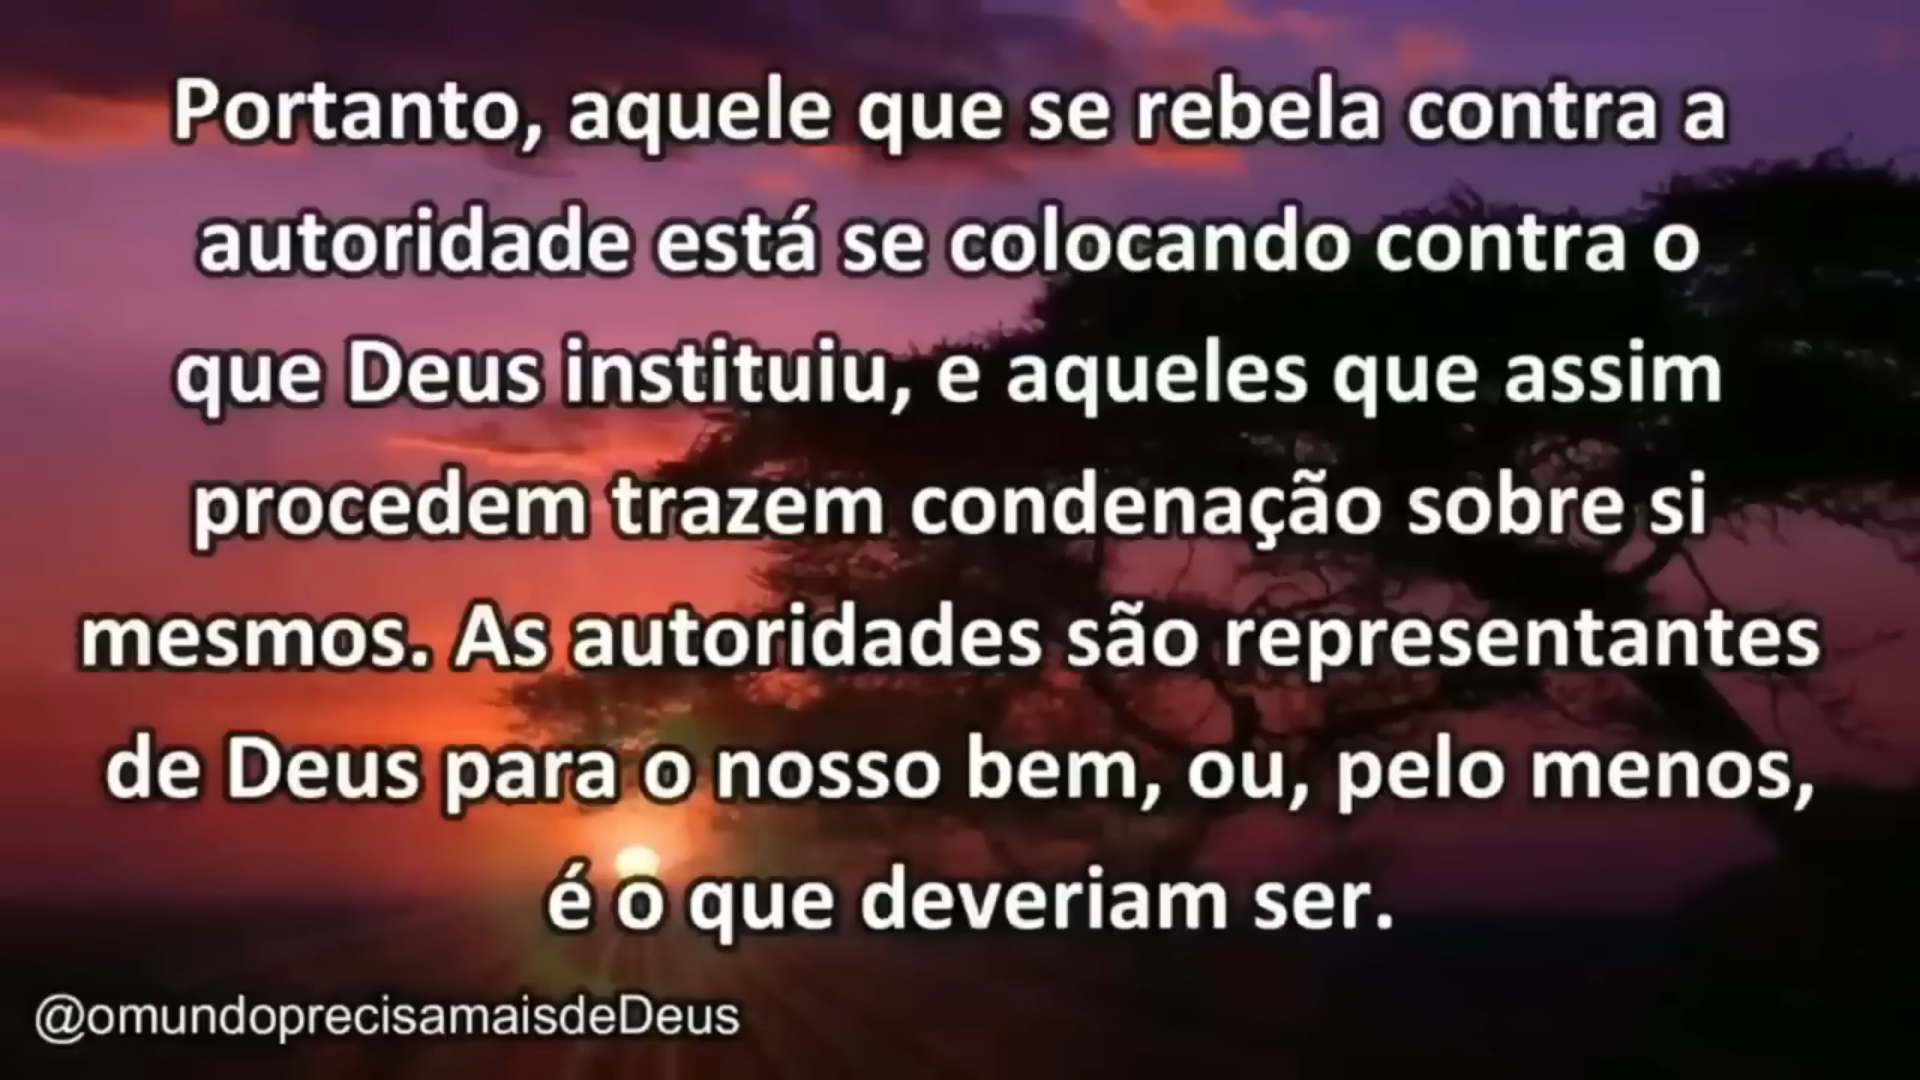 Portanto, aquele que se rebela contra a
autoridade está se colocando contra o
que Deus instituiu, e aqueles que assim
procedem trazem condenação sobre si
mesmos. As autoridades são representantes
de Deus para o nosso bem, ou, pelo menos,
é o que deveriam ser.
@omundoprecisamaisdeDeus